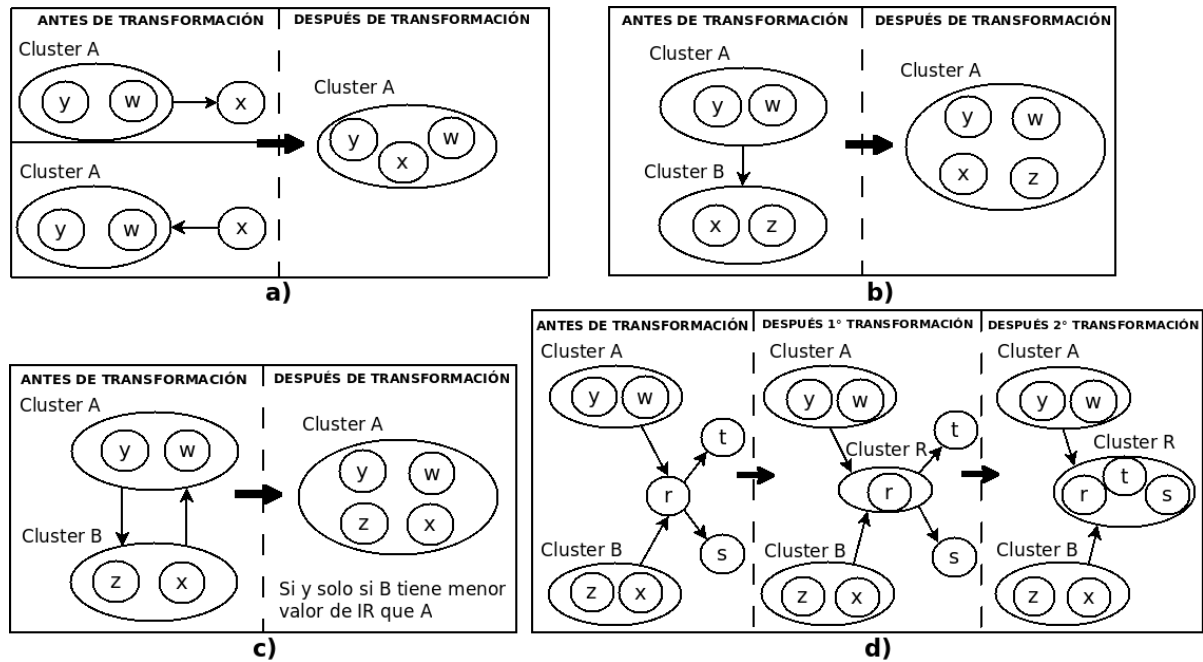 ANTES DE TRANSFORMACIÓN
DESPUÉS DE TRANSFORMACIÓN
Cluster A
y
w
x
Cluster A
y
x
w
Cluster A
y
w
x
a)
ANTES DE TRANSFORMACIÓN
DESPUÉS DE TRANSFORMACIÓN
Cluster A
y
w
Cluster B
x
z
Cluster A
y
w
x
z
b)
ANTES DE TRANSFORMACIÓN
DESPUÉS DE TRANSFORMACIÓN
Cluster A
y
w
Cluster B
z
x
Cluster A
y
w
z
x
Si y solo si B tiene menor
valor de IR que A
c)
ANTES DE TRANSFORMACIÓN
DESPUÉS 1° TRANSFORMACIÓN
DESPUÉS 2° TRANSFORMACIÓN
Cluster A
y
w
t
r
s
Cluster B
z
x
Cluster A
y
w
t
Cluster R
r
s
Cluster B
z
x
Cluster A
y
w
Cluster R
r
t
s
Cluster B
z
x
d)